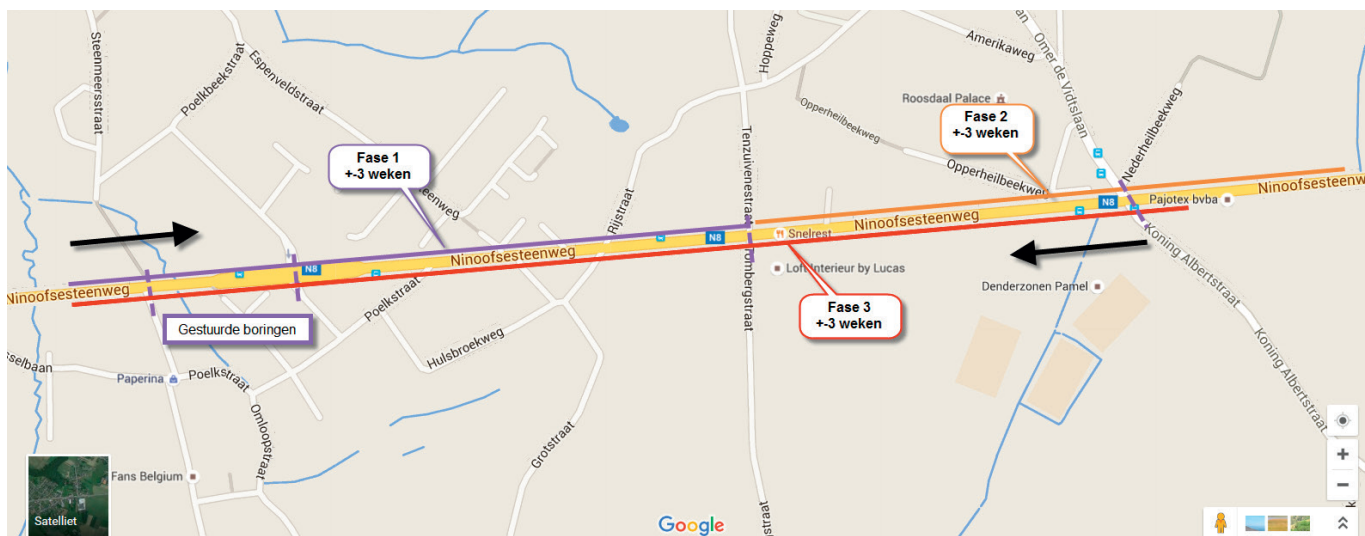 Steenmeersstraat
Poelkbeekstraat
Espenveldstraat
Hoppeweg
Amerikaweg
Omer de Vidtslaan
Roosdaal Palace
Opperheilbeekweg
Nederheilbeekweg
Fase 2
+-3 weken
Fase 1
+-3 weken
Tenzuivenestraat
Opperheilbeekweg
Rijstraat
Ninoofsesteenweg
N8
Pajotex bvba
Ninoofsesteenweg
N8
Snelrest
Ninoofsesteenweg
N8
Ninoofsesteenweg
Tombergstraat
Loft Interieur by Lucas
Koning Albertstraat
Denderzonen Pamel
Poelkstraat
Fase 3
+-3 weken
Gestuurde boringen
Hulsbroekweg
Paperina
Poelkstraat
Koning Albertstraat
Omloopstraat
Grotstraat
Fans Belgium
Satelliet
Google